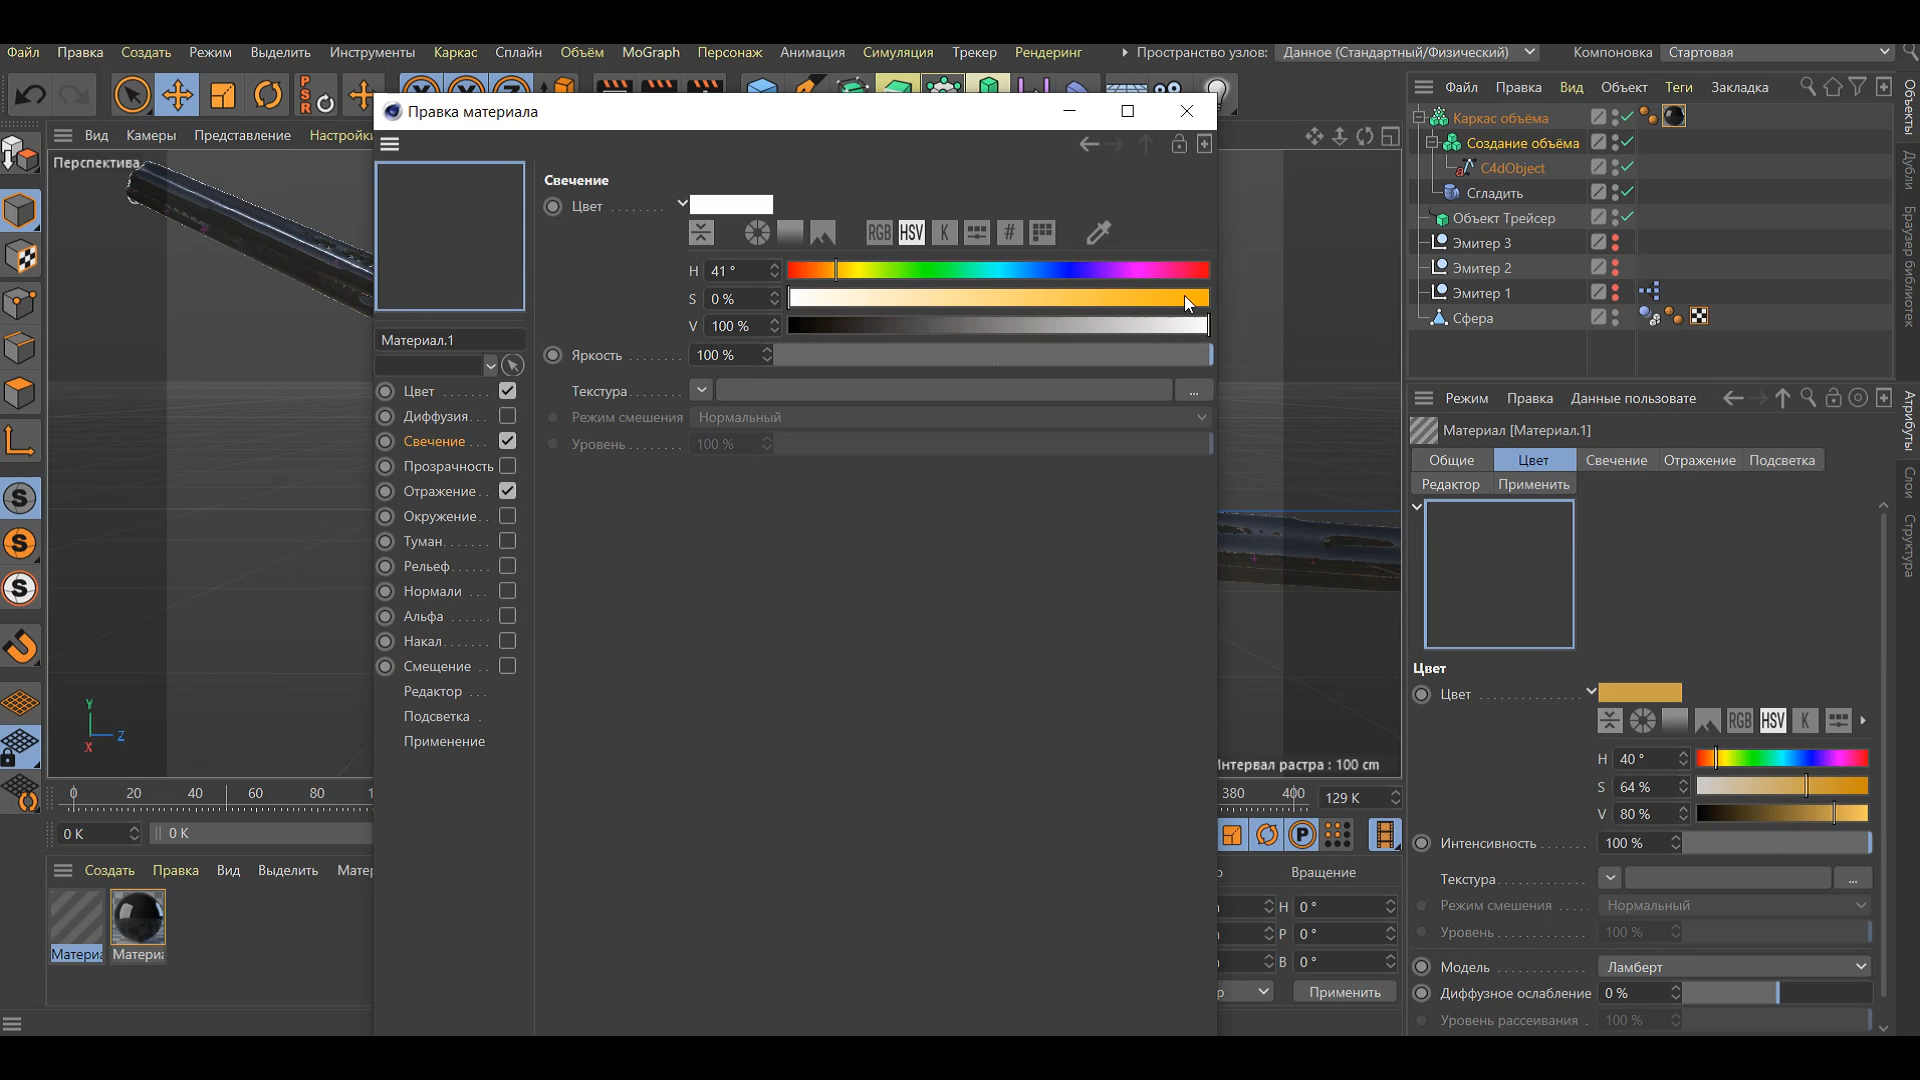 Файл Правка Создать Режим Выделить Инструменты Каркас Сплайн Объём MoGraph Персонаж Анимация Симуляция Трекер Рендеринг Пространство узлов: Данное (Стандартный/Физический) Компоновка Стартовая
PSR
Файл Правка Вид Объект Теги Закладка
Объекты
Дубли
Браузер библиотек
Правка материала
Вид Камеры Представление Настройки
Перспектива
Каркас объёма
Создание объёма
C4dObject
Сгладить
Объект Трейсер
Эмитер 3
Эмитер 2
Эмитер 1
Сфера
Свечение
Цвет
RGB HSV K #
H 41 °
S 0 %
V 100 %
Яркость 100 %
Текстура ...
Режим смешения Нормальный
Уровень 100 %
Материал.1
Цвет
Диффузия
Свечение
Прозрачность
Отражение
Окружение
Туман
Рельеф
Нормали
Альфа
Накал
Смещение
Редактор
Подсветка
Применение
Режим Правка Данные пользовате
Атрибуты
Слои
Структура
Материал [Материал.1]
Общие Цвет Свечение Отражение Подсветка
Редактор Применить
Цвет
Цвет
RGB HSV K
H 40 °
S 64 %
V 80 %
Интенсивность 100 %
Текстура ...
Режим смешения Нормальный
Уровень 100 %
Модель Ламберт
Диффузное ослабление 0 %
Уровень рассеивания 100 %
Y
Z
X
Интервал растра : 100 cm
0 20 40 60 80 380 400 129 K
0 K 0 K
P
Создать Правка Вид Выделить Матер
Материа Материа
Вращение
H 0 °
P 0 °
B 0 °
Применить